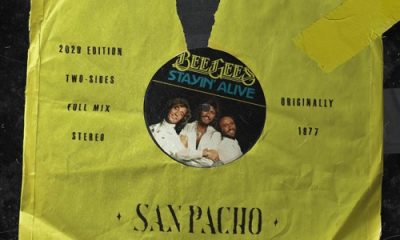 BEE GEES
STAYIN' ALIVE
2020 EDITION
TWO-SIDES
FULL MIX
STEREO
ORIGINALLY
1977
SAN PACHO